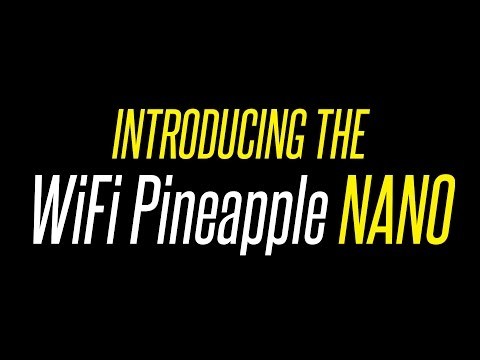 INTRODUCING THE
WiFi Pineapple NANO